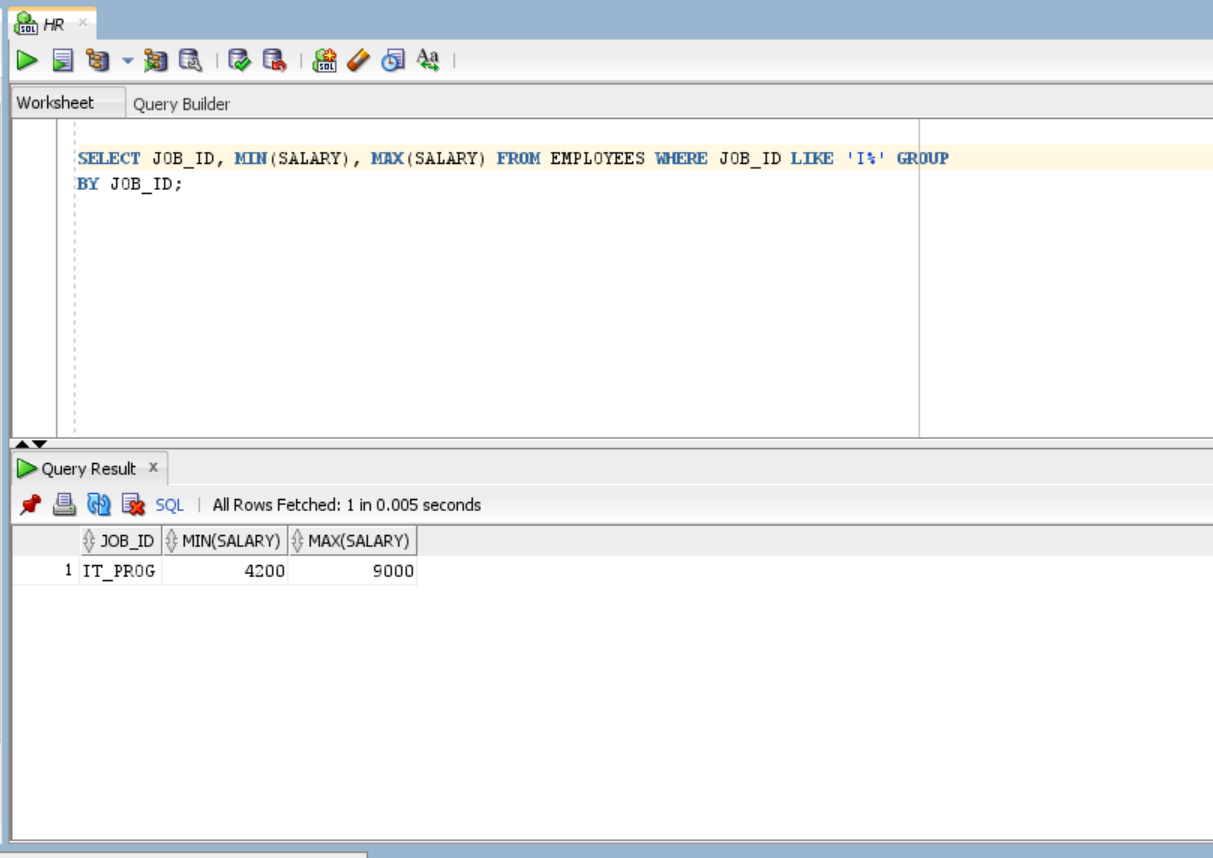 HR
Aa
Worksheet Query Builder
SELECT JOB_ID, MIN(SALARY), MAX(SALARY) FROM EMPLOYEES WHERE JOB_ID LIKE 'I%' GROUP
BY JOB_ID;
Query Result x
SQL | All Rows Fetched: 1 in 0.005 seconds
JOB_ID MIN(SALARY) MAX(SALARY)
1 IT_PROG 4200 9000